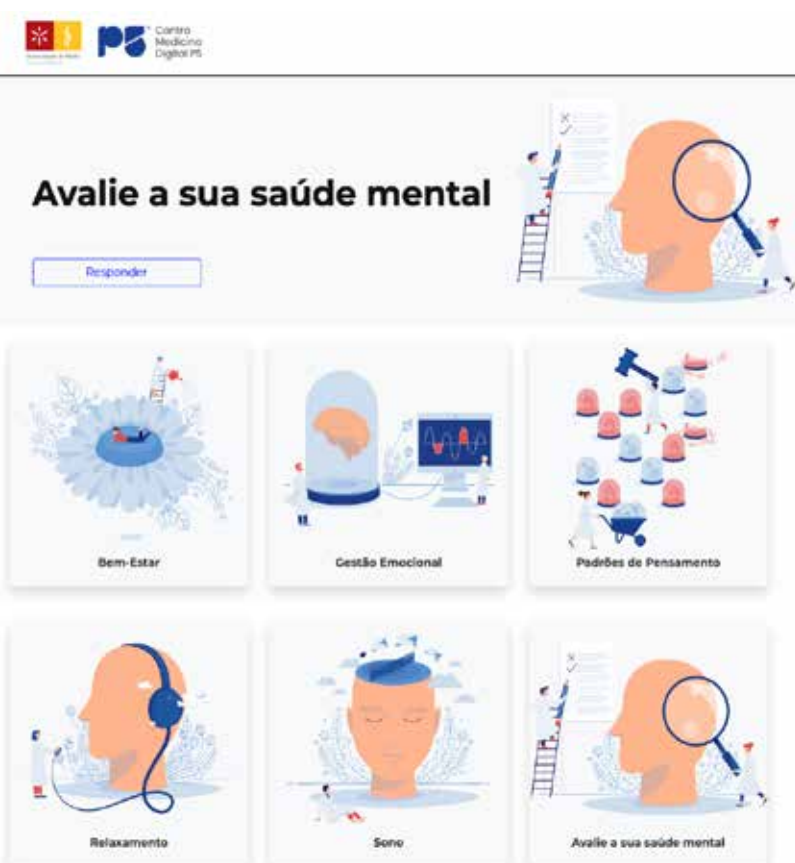 P5
Centro
Medicina
Digital P5
Avalie a sua saúde mental
Responder
Bem-Estar
Gestão Emocional
Padrões de Pensamento
Relaxamento
Sono
Avalie a sua saúde mental